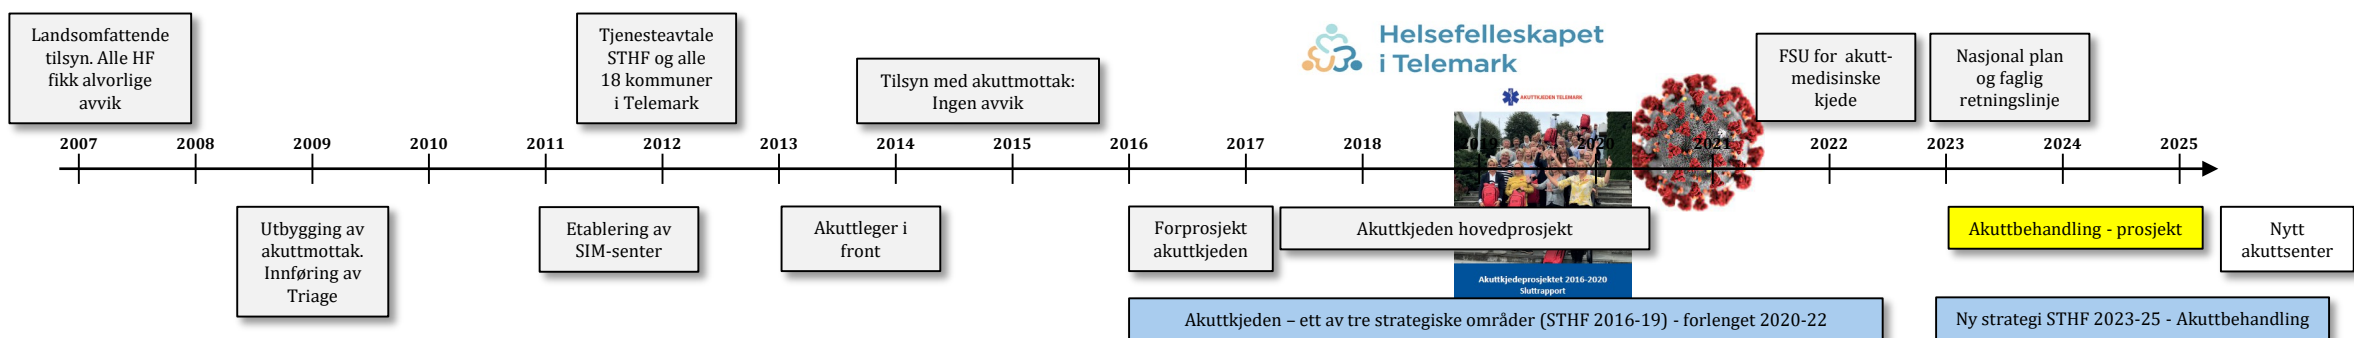 Landsomfattende
tilsyn. Alle HF
fikk alvorlige
avvik
Tjenesteavtale
STHF og alle
18 kommuner
i Telemark
Tilsyn med akuttmottak:
Ingen avvik
Helsefelleskapet
i Telemark
AKUTTKJEDEN TELEMARK
FSU for akutt-
medisinske
kjede
Nasjonal plan
og faglig
retningslinje
2007 2008 2009 2010 2011 2012 2013 2014 2015 2016 2017 2018 2019 2020 2021 2022 2023 2024 2025
Utbygging av
akuttmottak.
Innføring av
Triage
Etablering av
SIM-senter
Akuttleger i
front
Forprosjekt
akuttkjeden
Akuttkjeden hovedprosjekt
Akuttbehandling - prosjekt
Nytt
akuttsenter
Akuttkjedeprosjektet 2016-2020
Sluttrapport
Akuttkjeden – ett av tre strategiske områder (STHF 2016-19) - forlenget 2020-22
Ny strategi STHF 2023-25 - Akuttbehandling